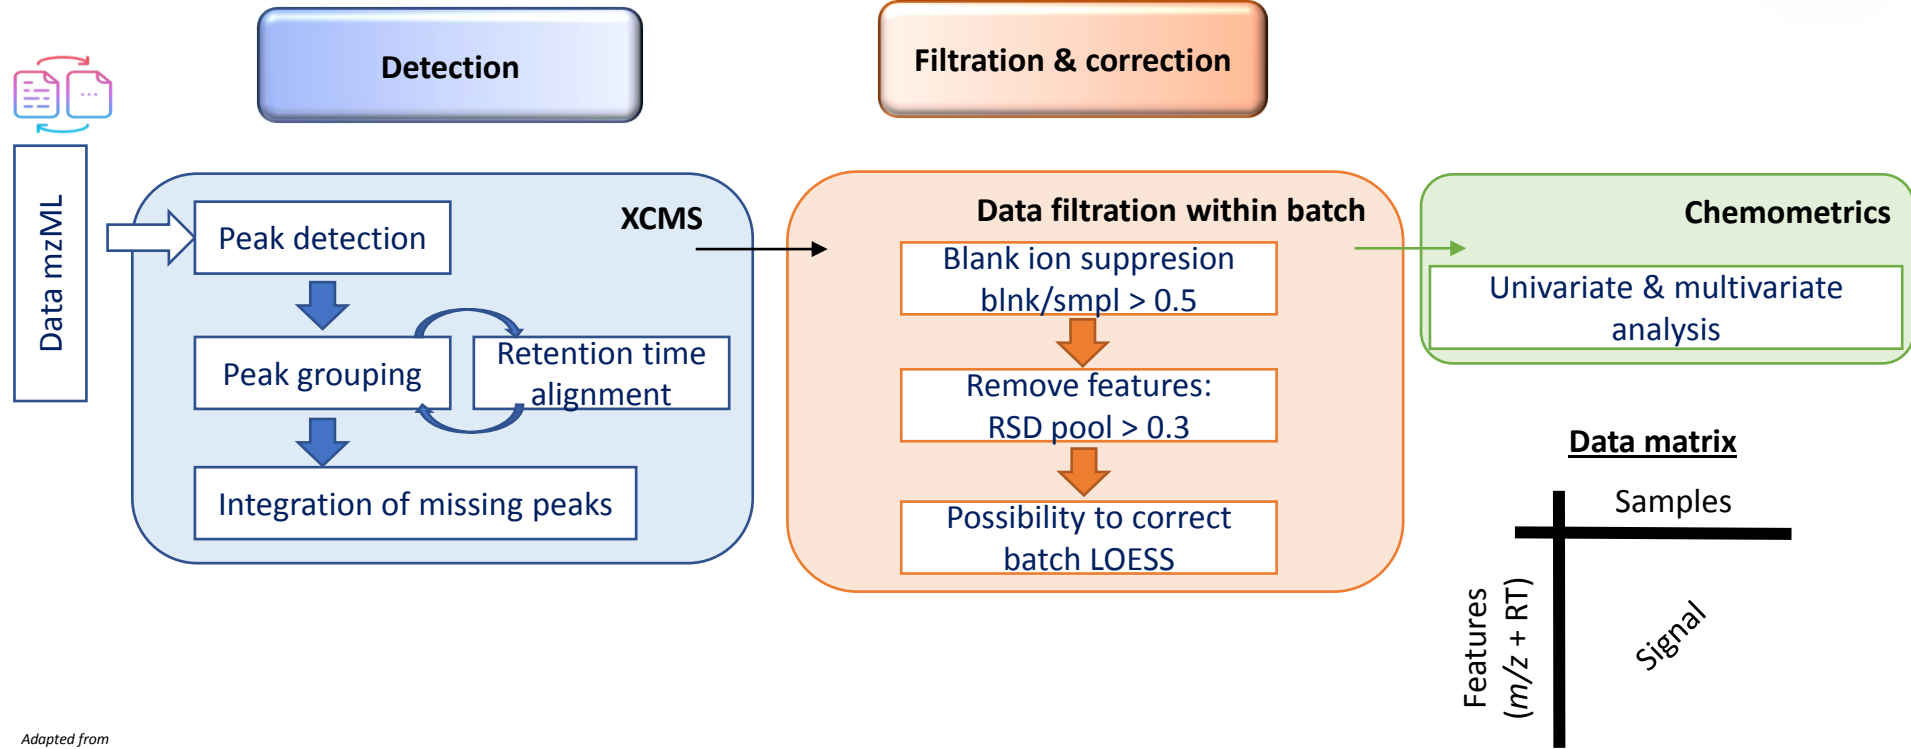 Detection
Filtration & correction
Data mzML
XCMS
Peak detection
Peak grouping
Retention time
alignment
Integration of missing peaks
Data filtration within batch
Blank ion suppresion
blnk/smpl > 0.5
Remove features:
RSD pool > 0.3
Possibility to correct
batch LOESS
Chemometrics
Univariate & multivariate
analysis
Data matrix
Samples
Features
(m/z + RT)
Signal
Adapted from